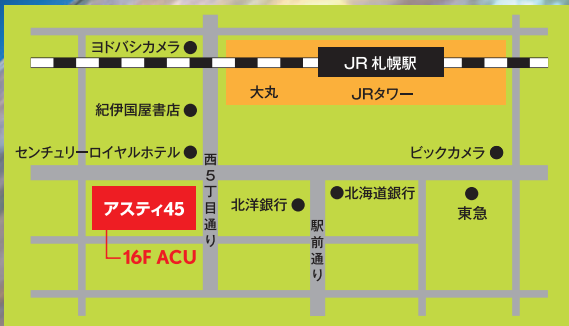 ヨドバシカメラ
JR 札幌駅
大丸
JRタワー
紀伊国屋書店
センチュリーロイヤルホテル
ビックカメラ
西5丁目通り
アスティ45
北洋銀行
北海道銀行
東急
駅前通り
16F ACU